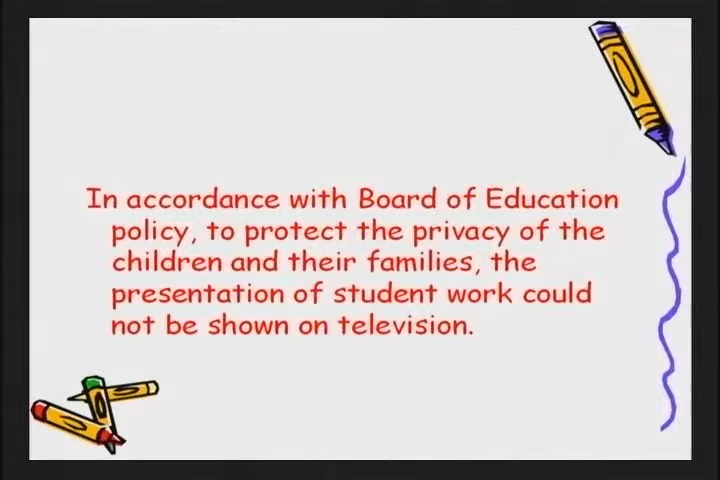 In accordance with Board of Education
policy, to protect the privacy of the
children and their families, the
presentation of student work could
not be shown on television.